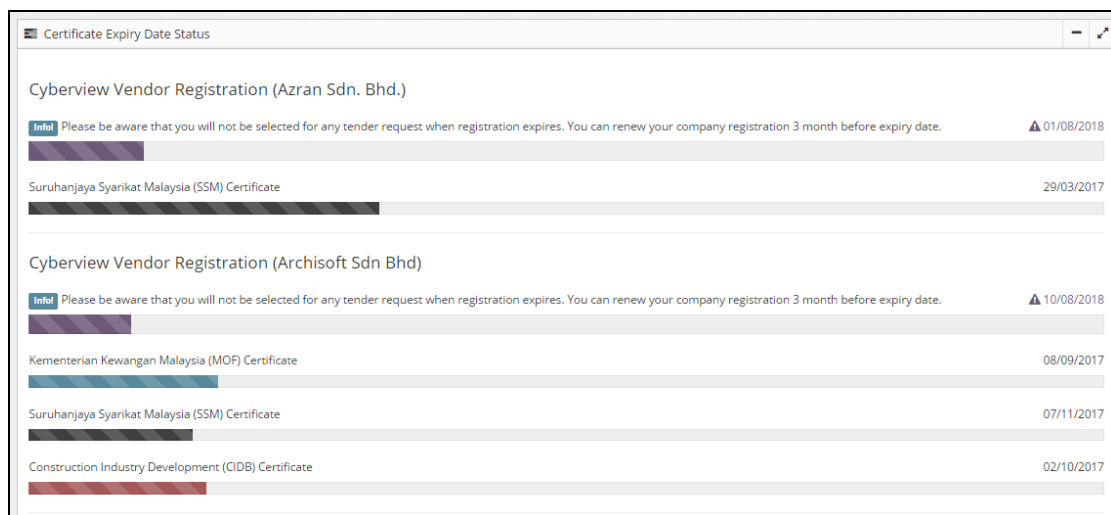 Certificate Expiry Date Status
Cyberview Vendor Registration (Azran Sdn. Bhd.)
Info! Please be aware that you will not be selected for any tender request when registration expires. You can renew your company registration 3 month before expiry date. 01/08/2018
Suruhanjaya Syarikat Malaysia (SSM) Certificate 29/03/2017
Cyberview Vendor Registration (Archisoft Sdn Bhd)
Info! Please be aware that you will not be selected for any tender request when registration expires. You can renew your company registration 3 month before expiry date. 10/08/2018
Kementerian Kewangan Malaysia (MOF) Certificate 08/09/2017
Suruhanjaya Syarikat Malaysia (SSM) Certificate 07/11/2017
Construction Industry Development (CIDB) Certificate 02/10/2017